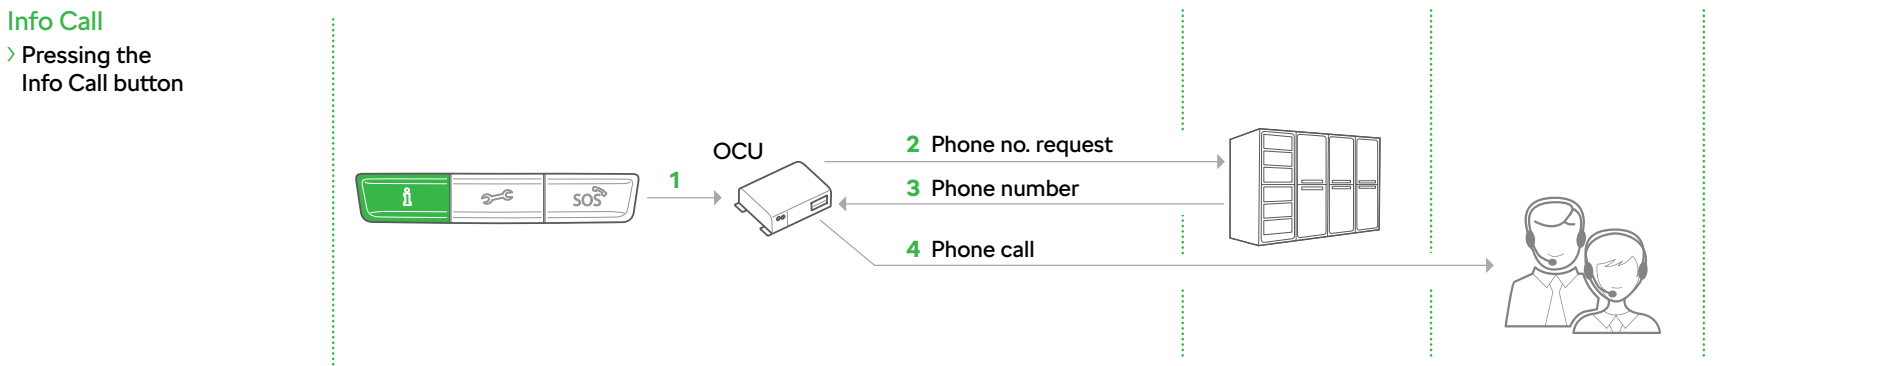 Info Call
› Pressing the
Info Call button
OCU
1
2 Phone no. request
3 Phone number
4 Phone call
i
SOS